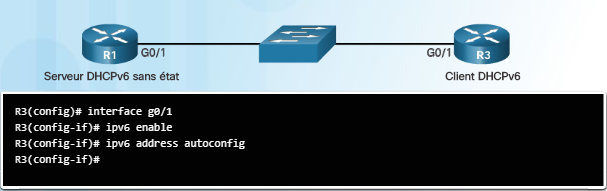 R1
G0/1
G0/1
R3
Serveur DHCPv6 sans état
Client DHCPv6
R3(config)# interface g0/1
R3(config-if)# ipv6 enable
R3(config-if)# ipv6 address autoconfig
R3(config-if)#